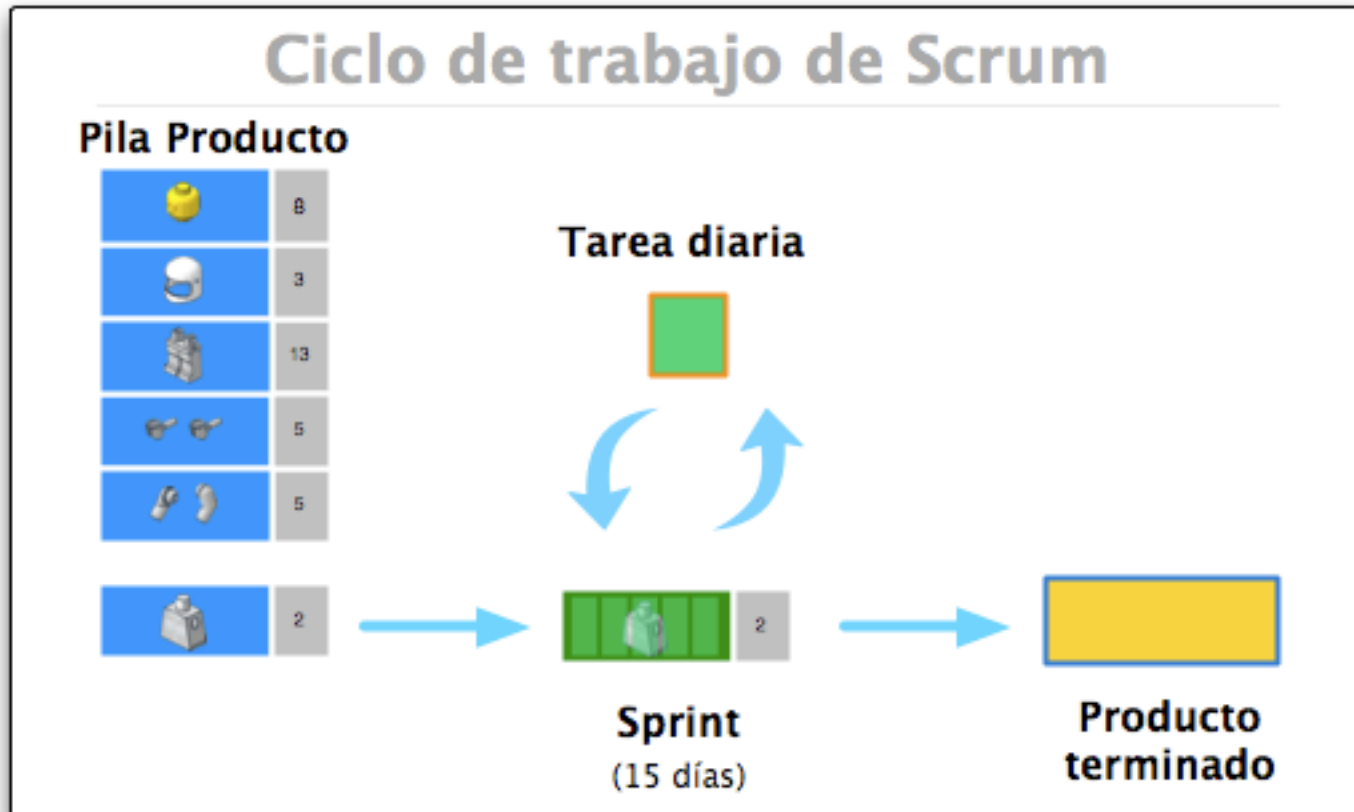 Ciclo de trabajo de Scrum
Pila Producto
8
3
13
5
5
2
Tarea diaria
2
Sprint
(15 días)
Producto
terminado